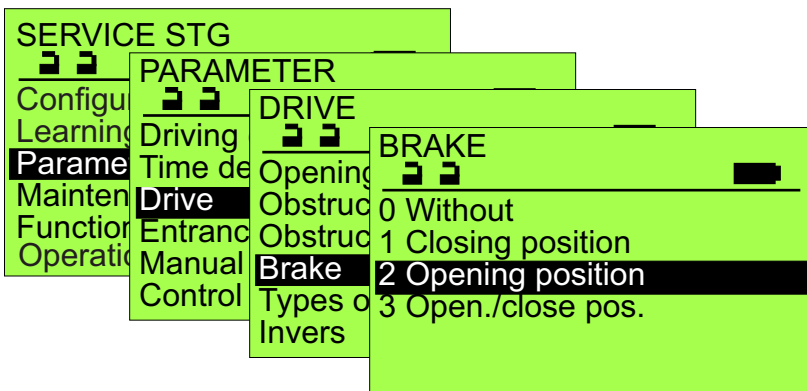 SERVICE STG
Configu
Learning
Parame
Mainten
Function
Operatio
PARAMETER
Driving
Time de
Drive
Entranc
Manual
Control
DRIVE
Opening
Obstruc
Obstruc
Brake
Types o
Invers
BRAKE
0 Without
1 Closing position
2 Opening position
3 Open./close pos.